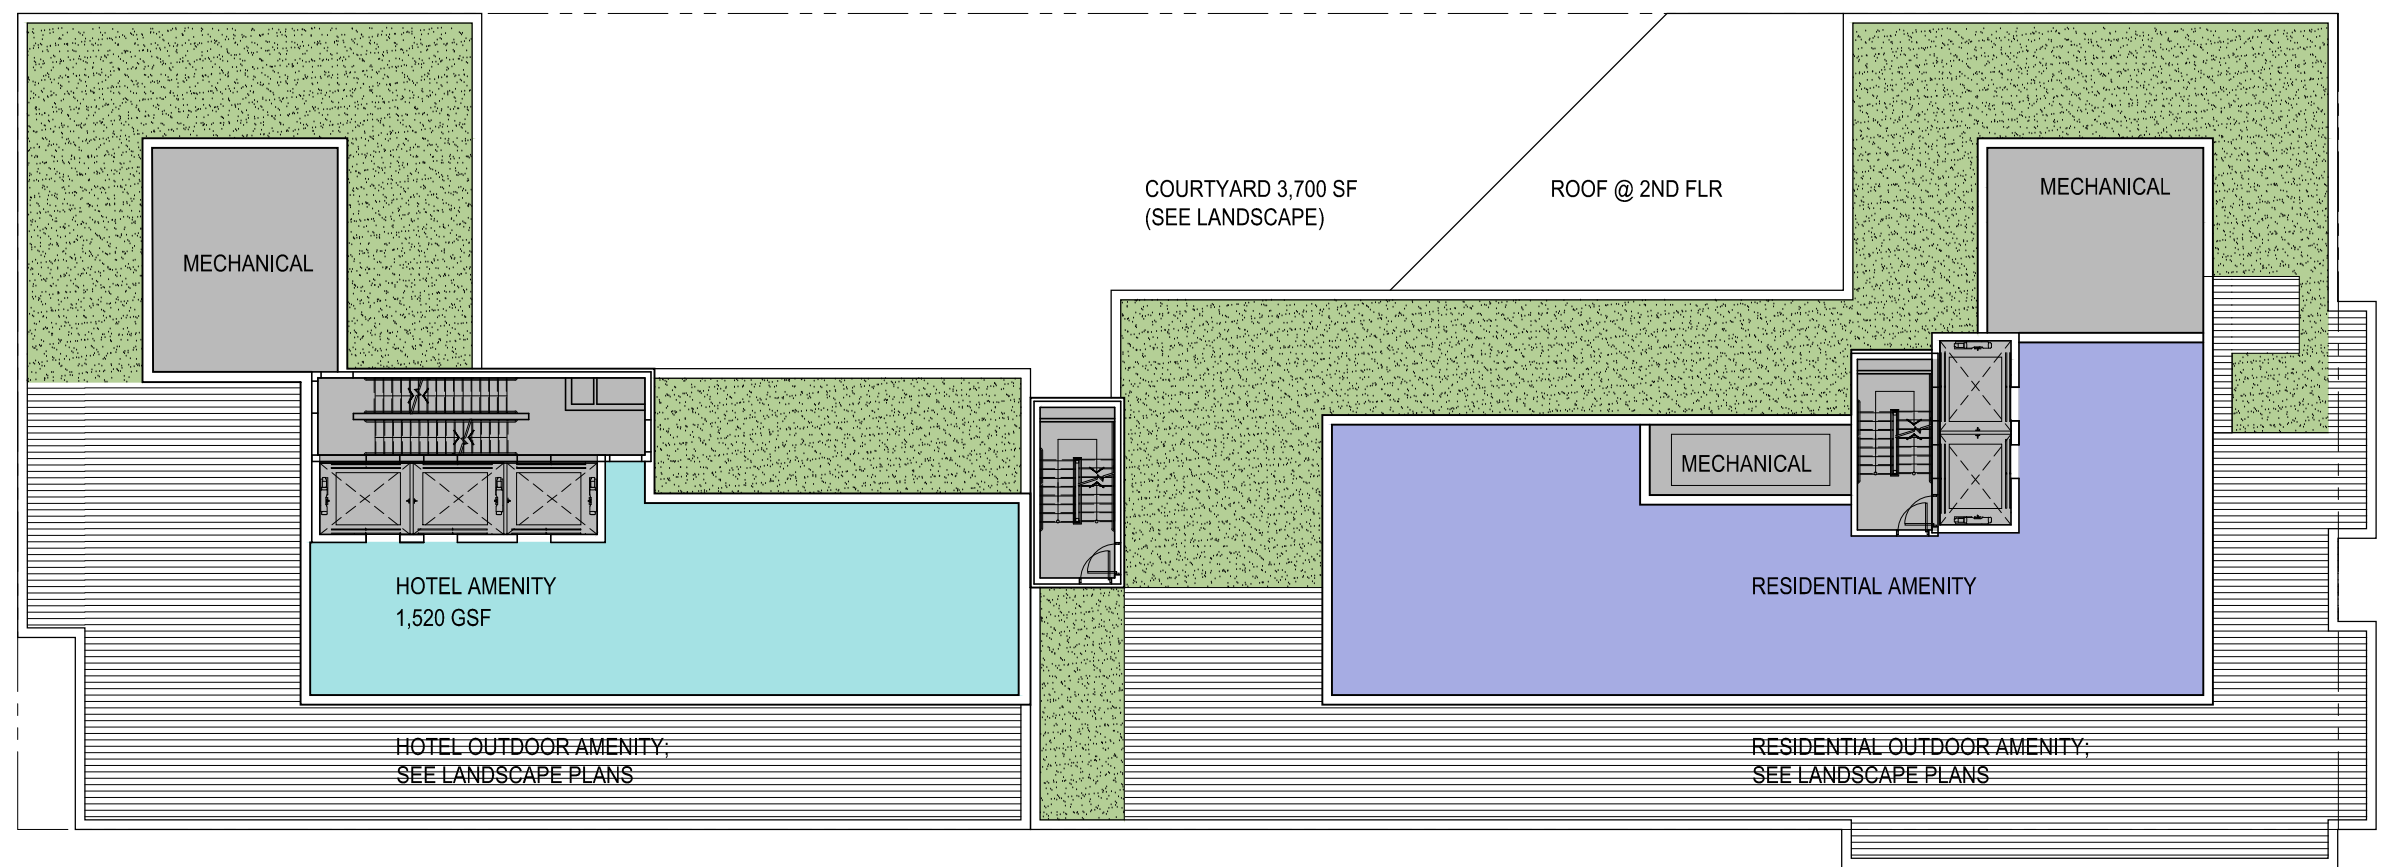 COURTYARD 3,700 SF
(SEE LANDSCAPE)
ROOF @ 2ND FLR
MECHANICAL
MECHANICAL
MECHANICAL
HOTEL AMENITY
1,520 GSF
RESIDENTIAL AMENITY
HOTEL OUTDOOR AMENITY;
SEE LANDSCAPE PLANS
RESIDENTIAL OUTDOOR AMENITY;
SEE LANDSCAPE PLANS